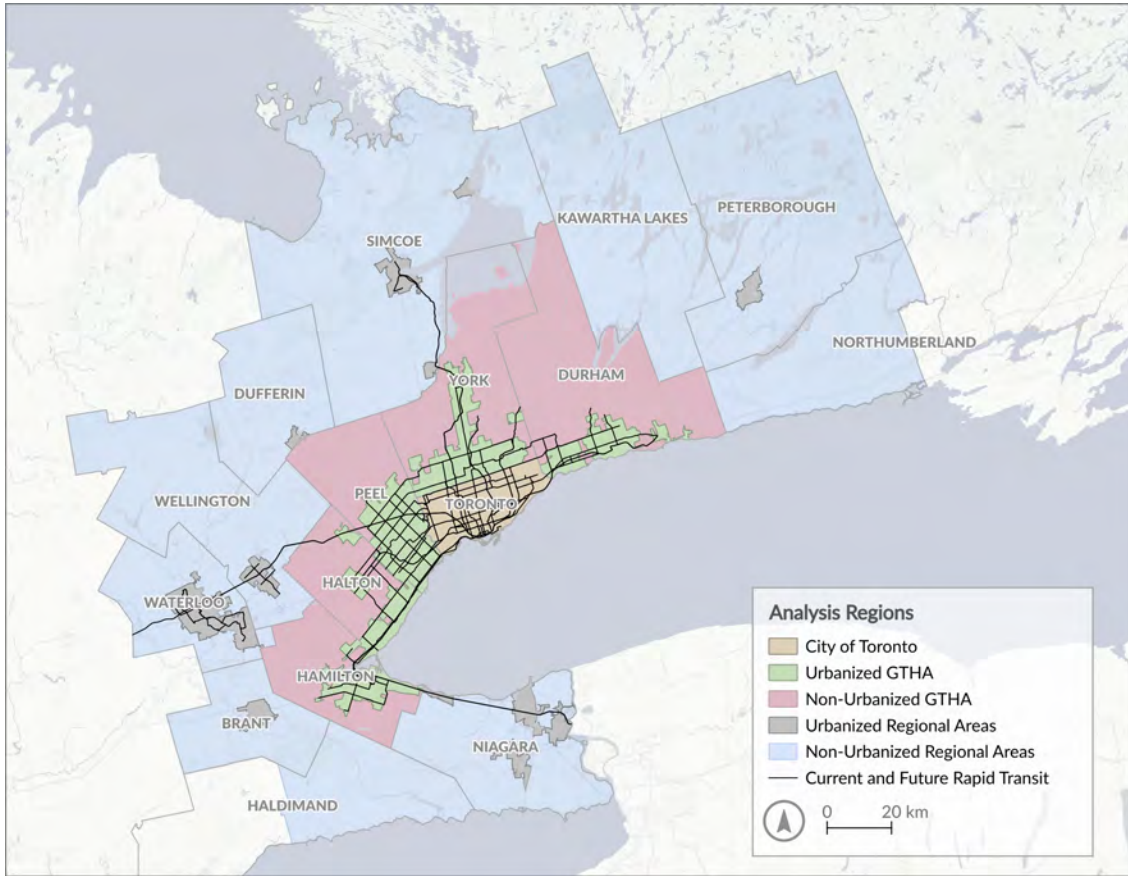 PETERBOROUGH
KAWARTHA LAKES
SIMCOE
NORTHUMBERLAND
DURHAM
YORK
DUFFERIN
PEEL
WELLINGTON
TORONTO
HALTON
WATERLOO
HAMILTON
BRANT
NIAGARA
HALDIMAND
Analysis Regions
City of Toronto
Urbanized GTHA
Non-Urbanized GTHA
Urbanized Regional Areas
Non-Urbanized Regional Areas
Current and Future Rapid Transit
0 20 km